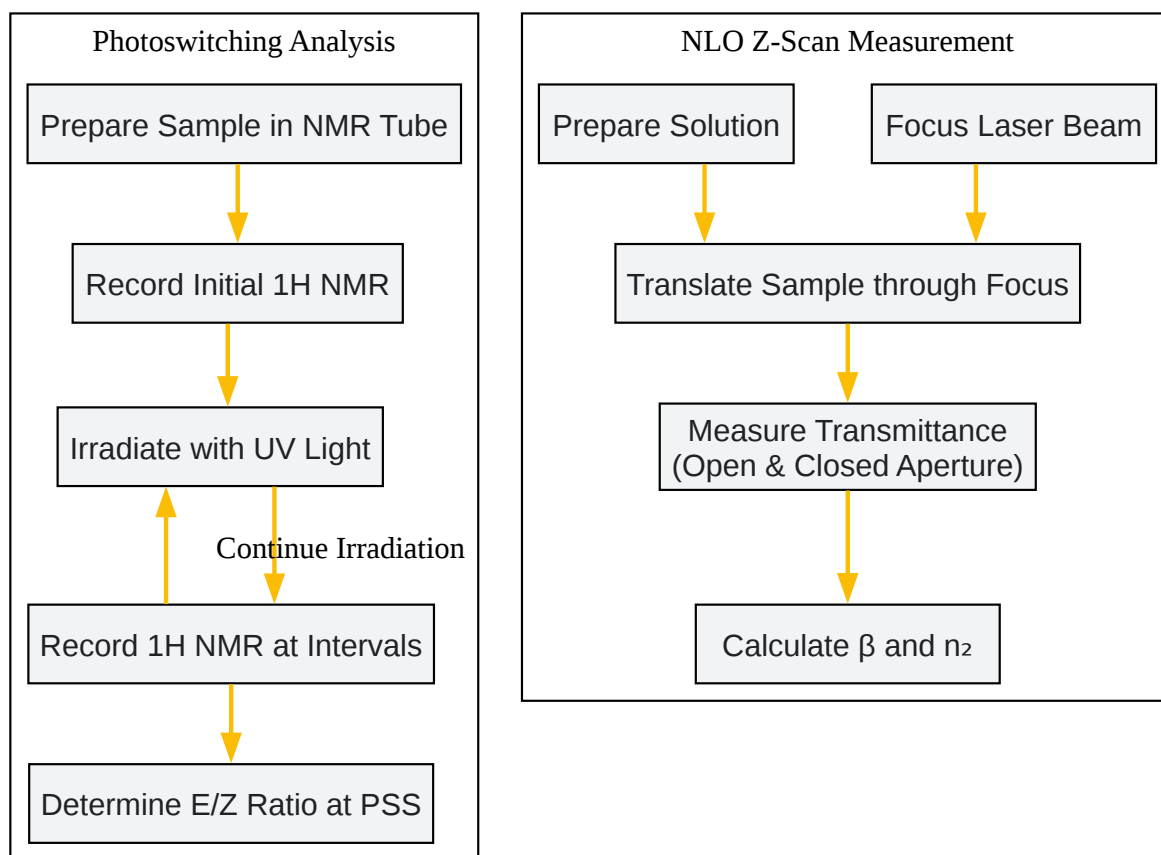 Photoswitching Analysis
Prepare Sample in NMR Tube
Record Initial 1H NMR
Irradiate with UV Light
Continue Irradiation
Record 1H NMR at Intervals
Determine E/Z Ratio at PSS
NLO Z-Scan Measurement
Prepare Solution
Focus Laser Beam
Translate Sample through Focus
Measure Transmittance
(Open & Closed Aperture)
Calculate β and n₂